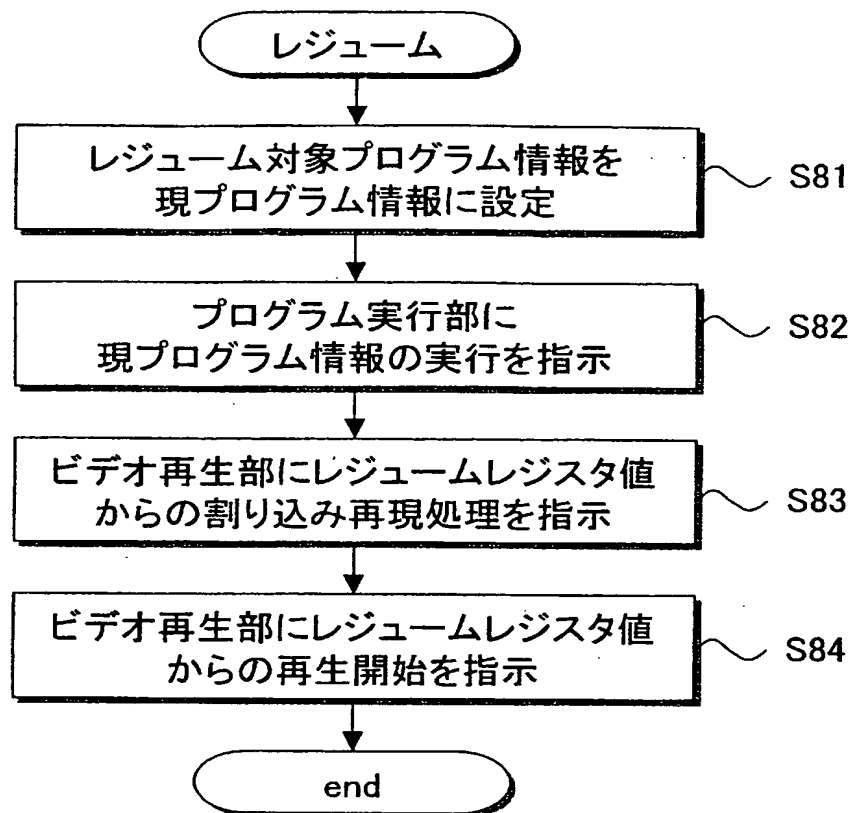 レジューム
レジューム対象プログラム情報を
現プログラム情報に設定
S81
プログラム実行部に
現プログラム情報の実行を指示
S82
ビデオ再生部にレジュームレジスタ値
からの割り込み再現処理を指示
S83
ビデオ再生部にレジュームレジスタ値
からの再生開始を指示
S84
end